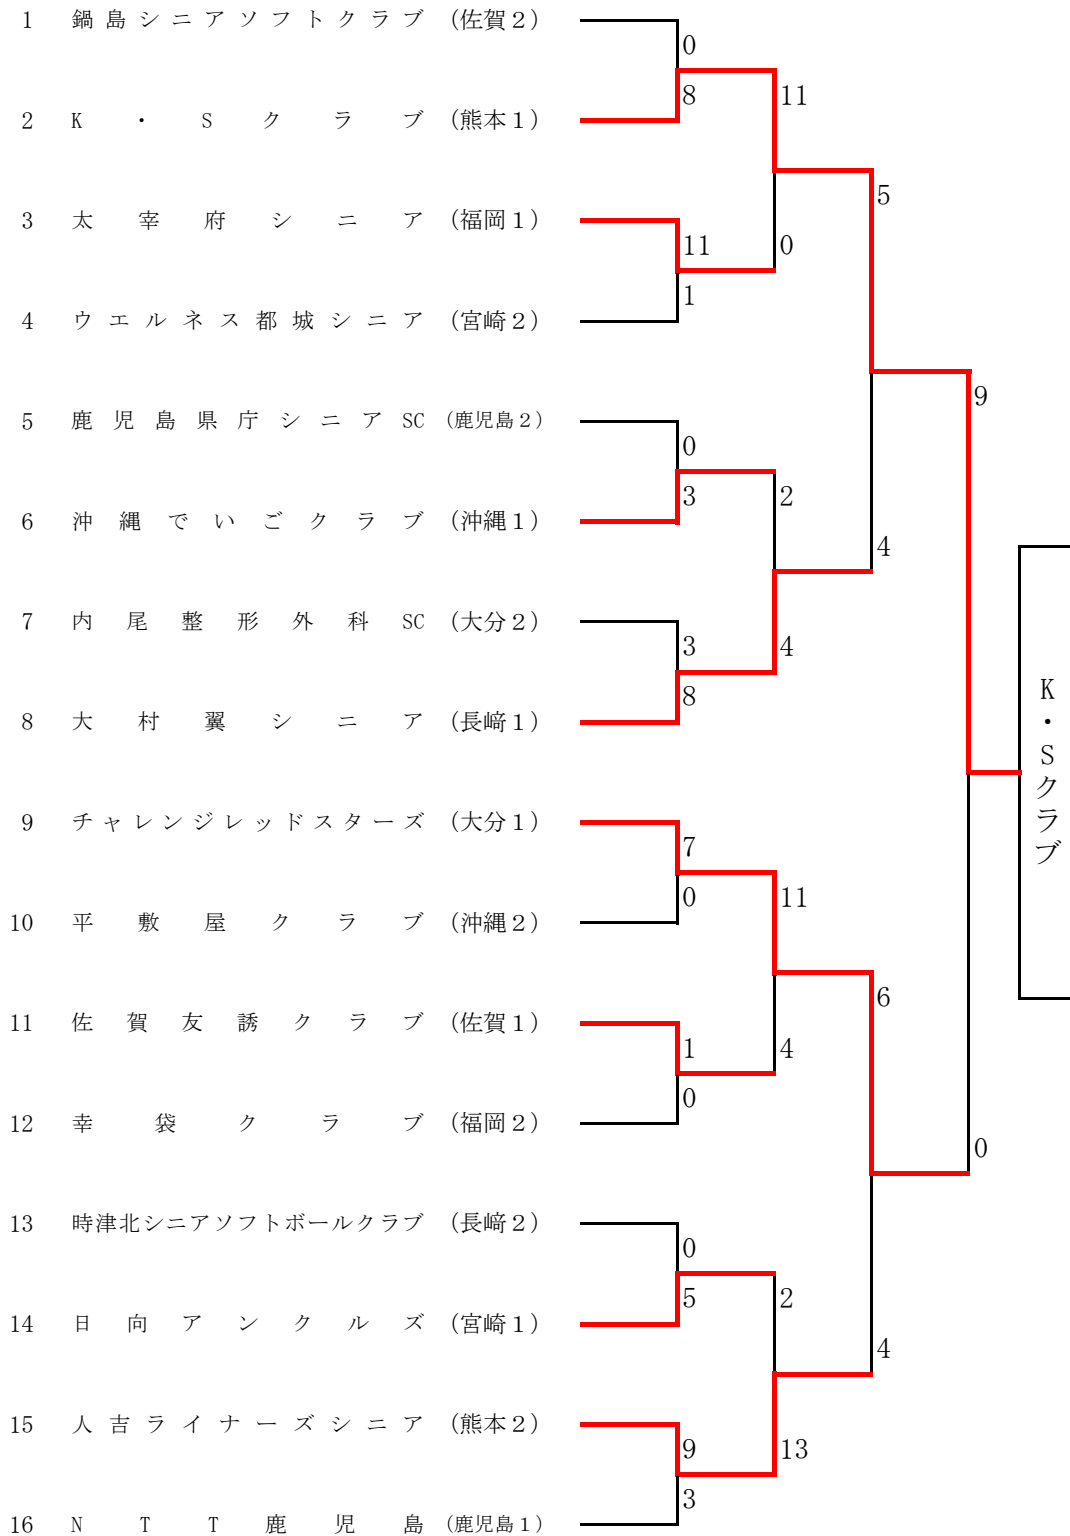 1 鍋島シニアソフトクラブ (佐賀2)
0
8
11
2 K・Sクラブ (熊本1)
5
3 太宰府シニア (福岡1)
11
0
1
4 ウエルネス都城シニア (宮崎2)
9
5 鹿児島県庁シニアSC (鹿児島2)
0
3
2
6 沖縄でいごクラブ (沖縄1)
4
7 内尾整形外科SC (大分2)
3
4
8
8 大村翼シニア (長﨑1)
K・Sクラブ
9 チャレンジレッドスターズ (大分1)
7
0
11
10 平敷屋クラブ (沖縄2)
6
11 佐賀友誘クラブ (佐賀1)
1
4
0
12 幸袋クラブ (福岡2)
0
13 時津北シニアソフトボールクラブ (長﨑2)
0
5
2
14 日向アンクルズ (宮崎1)
4
15 人吉ライナーズシニア (熊本2)
9
13
3
16 NTT鹿児島 (鹿児島1)